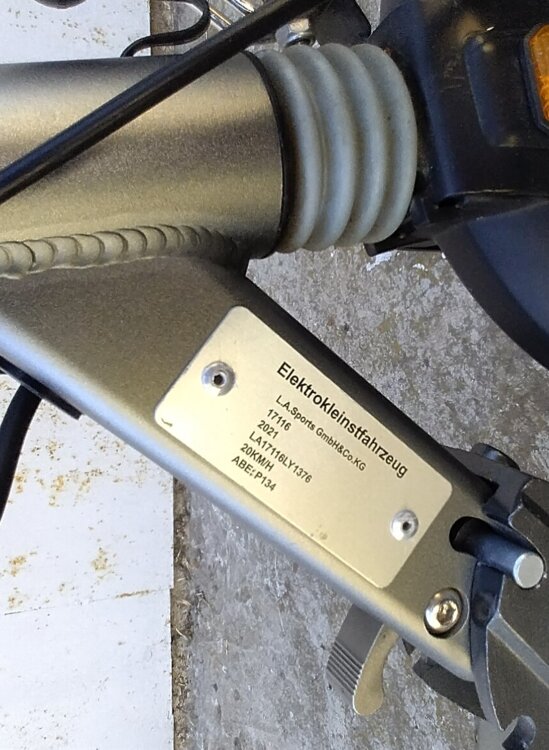 Elektrokleinstfahrzeug
L.A.Sports GmbH&Co.KG
17116
2021
LA17116LY1376
20KM/H
ABE: P134